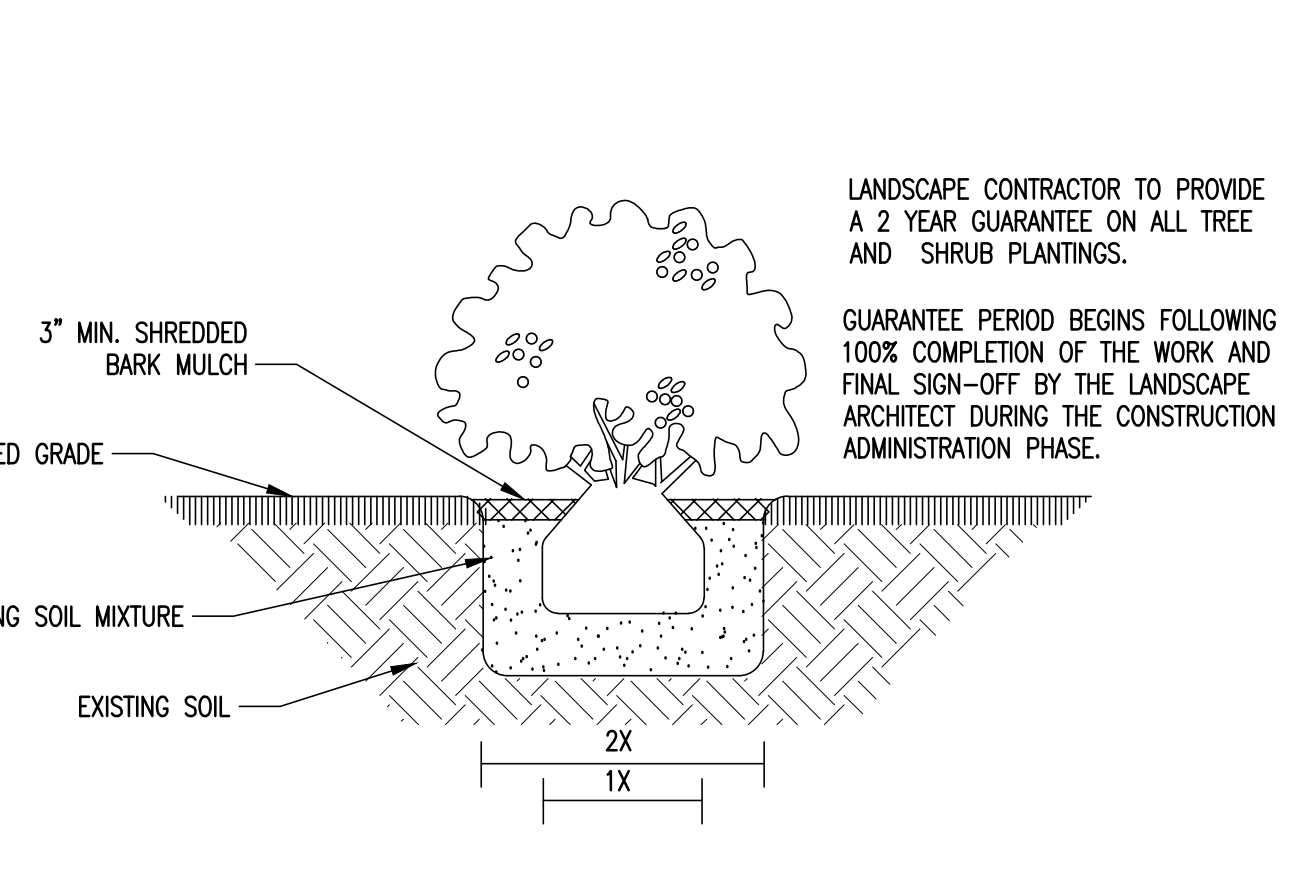 LANDSCAPE CONTRACTOR TO PROVIDE
A 2 YEAR GUARANTEE ON ALL TREE
AND SHRUB PLANTINGS.
GUARANTEE PERIOD BEGINS FOLLOWING
100% COMPLETION OF THE WORK AND
FINAL SIGN-OFF BY THE LANDSCAPE
ARCHITECT DURING THE CONSTRUCTION
ADMINISTRATION PHASE.
3" MIN. SHREDDED
BARK MULCH
GRADE
SOIL MIXTURE
EXISTING SOIL
2X
1X